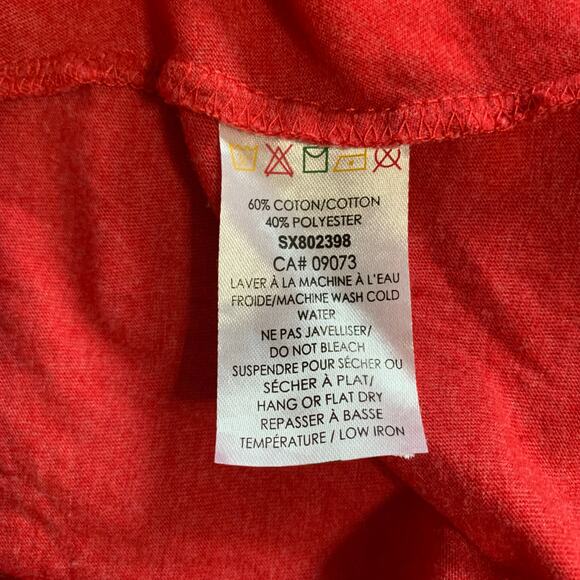 60% COTON/COTTON
40% POLYESTER
SX802398
CA# 09073
LAVER À LA MACHINE À L'EAU
FROIDE/MACHINE WASH COLD
WATER
NE PAS JAVELLISER/
DO NOT BLEACH
SUSPENDRE POUR SÉCHER OU
SÉCHER À PLAT/
HANG OR FLAT DRY
REPASSER À BASSE
TEMPÉRATURE / LOW IRON